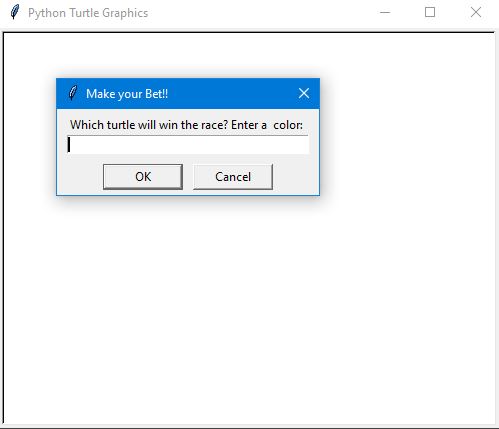 Python Turtle Graphics
Make your Bet!!
Which turtle will win the race? Enter a  color:
OK
Cancel